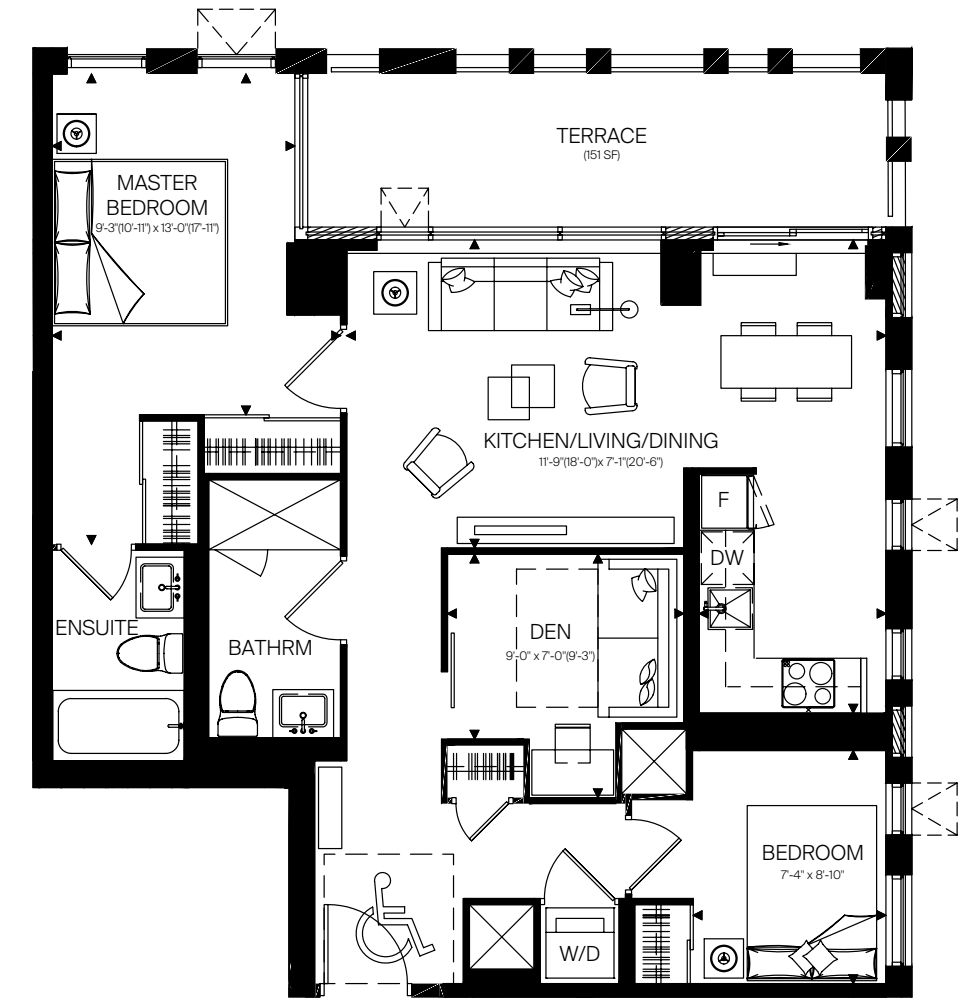 TERRACE
(151 SF)
MASTER
BEDROOM
9'-3"(10'-11") x 13'-0"(17'-11")
KITCHEN/LIVING/DINING
11'-9"(18'-0")x 7'-1"(20'-6")
F
DW
ENSUITE
BATHRM
DEN
9'-0" x 7'-0"(9'-3")
BEDROOM
7'-4" x 8'-10"
W/D